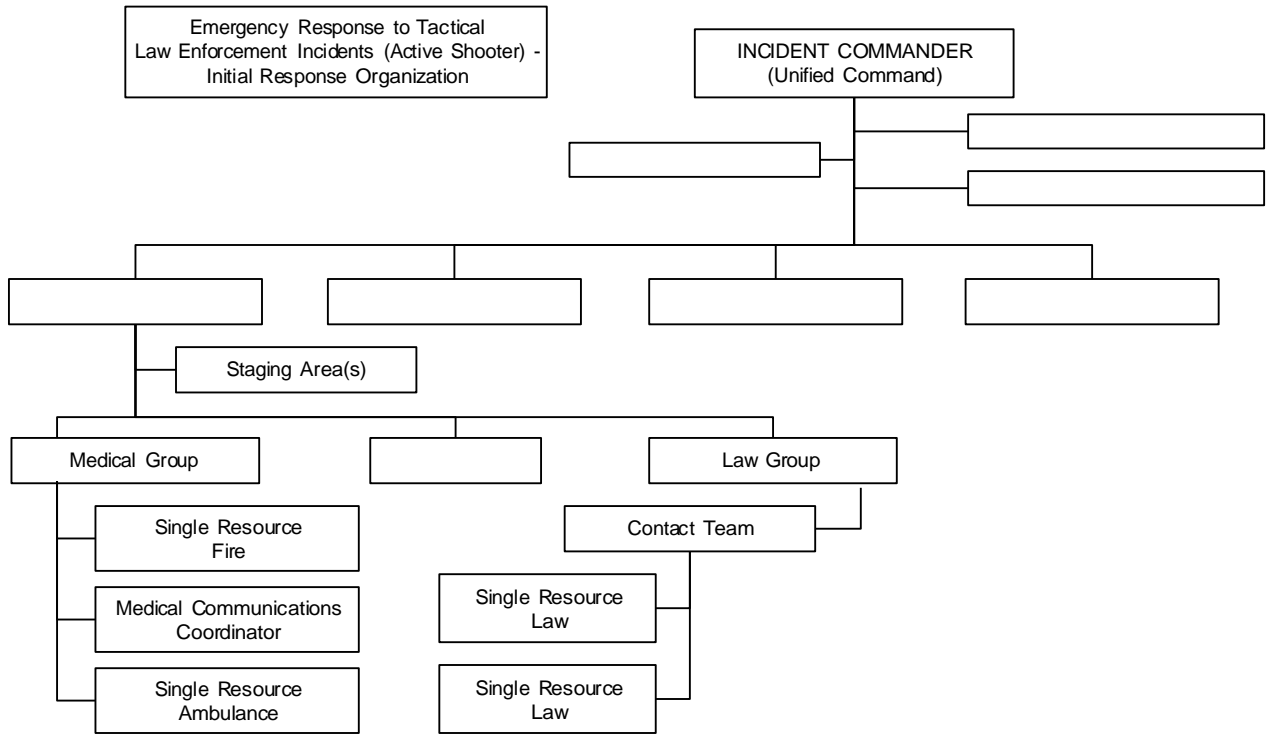 Emergency Response to Tactical
Law Enforcement Incidents (Active Shooter) -
Initial Response Organization
INCIDENT COMMANDER
(Unified Command)
Staging Area(s)
Medical Group
Law Group
Single Resource
Fire
Contact Team
Medical Communications
Coordinator
Single Resource
Law
Single Resource
Ambulance
Single Resource
Law